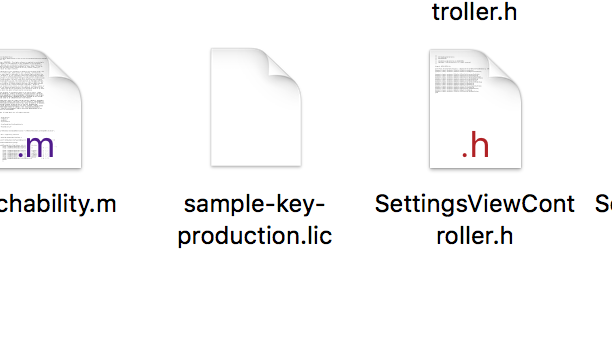 troller.h
.m
.h
chability.m
sample-key-
production.lic
SettingsViewCont
roller.h
S